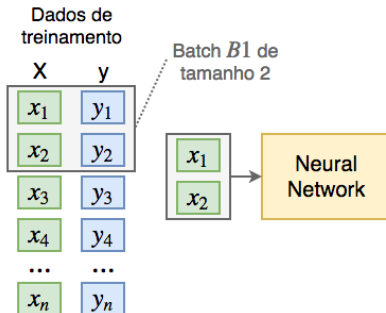 Dados de
treinamento
X y
Batch B1 de
tamanho 2
x1 y1
x2 y2
x3 y3
x4 y4
... ...
xn yn
x1
x2
Neural
Network